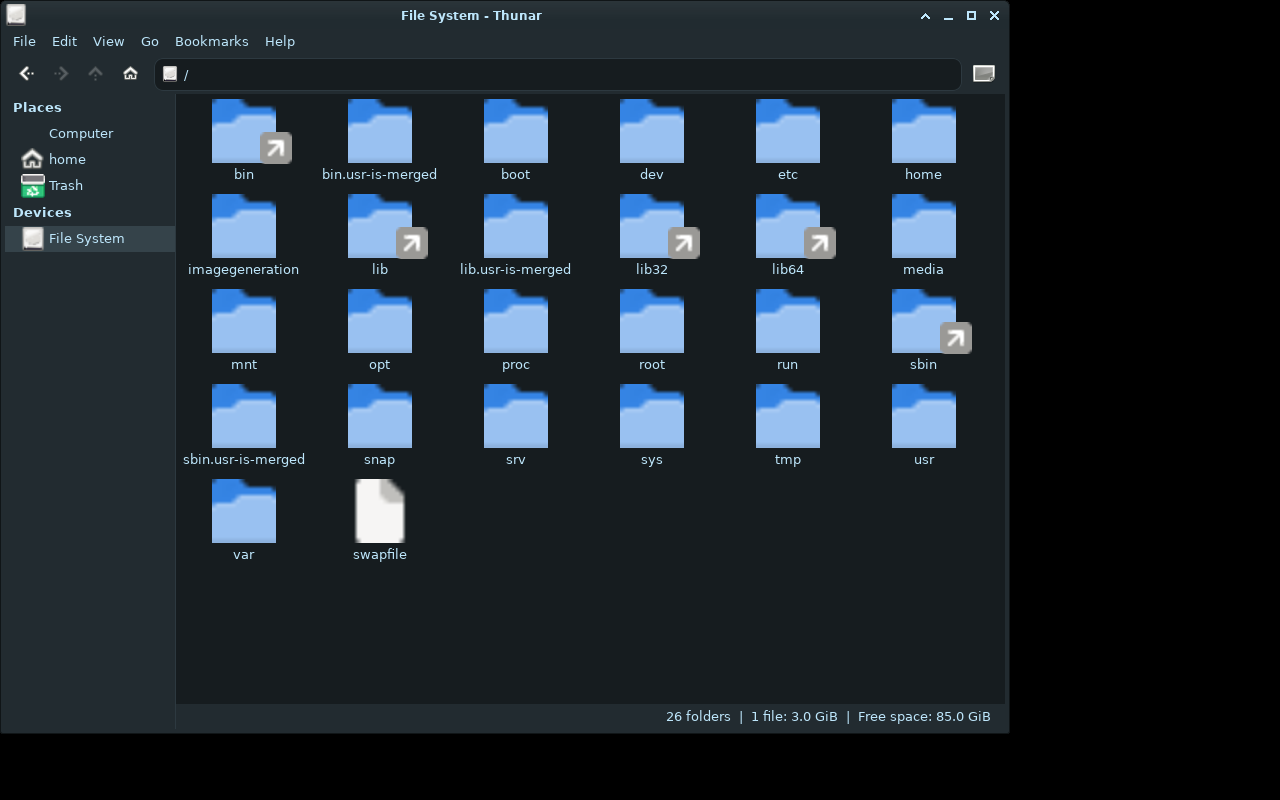 File System - Thunar
File Edit View Go Bookmarks Help
/
Places
Computer
home
Trash
Devices
File System
bin bin.usr-is-merged boot dev etc home
imagegeneration lib lib.usr-is-merged lib32 lib64 media
mnt opt proc root run sbin
sbin.usr-is-merged snap srv sys tmp usr
var swapfile
26 folders | 1 file: 3.0 GiB | Free space: 85.0 GiB